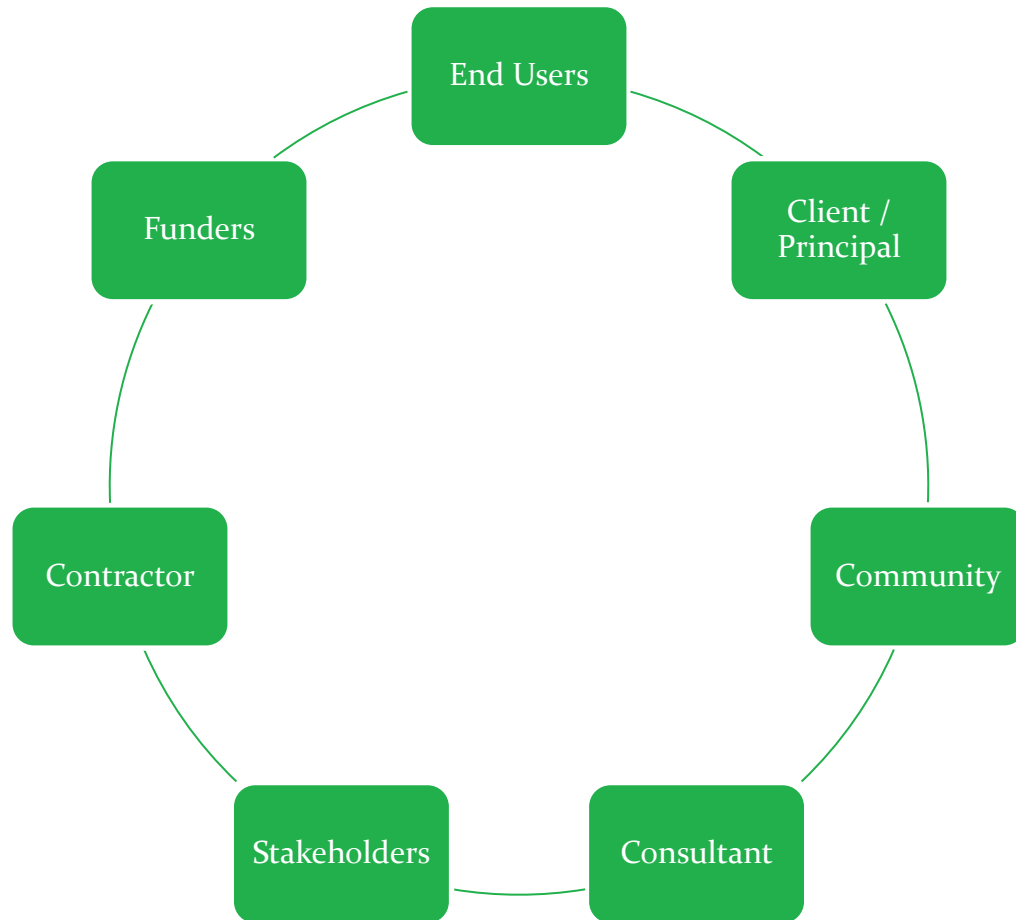 End Users
Client /
Principal
Community
Consultant
Stakeholders
Contractor
Funders